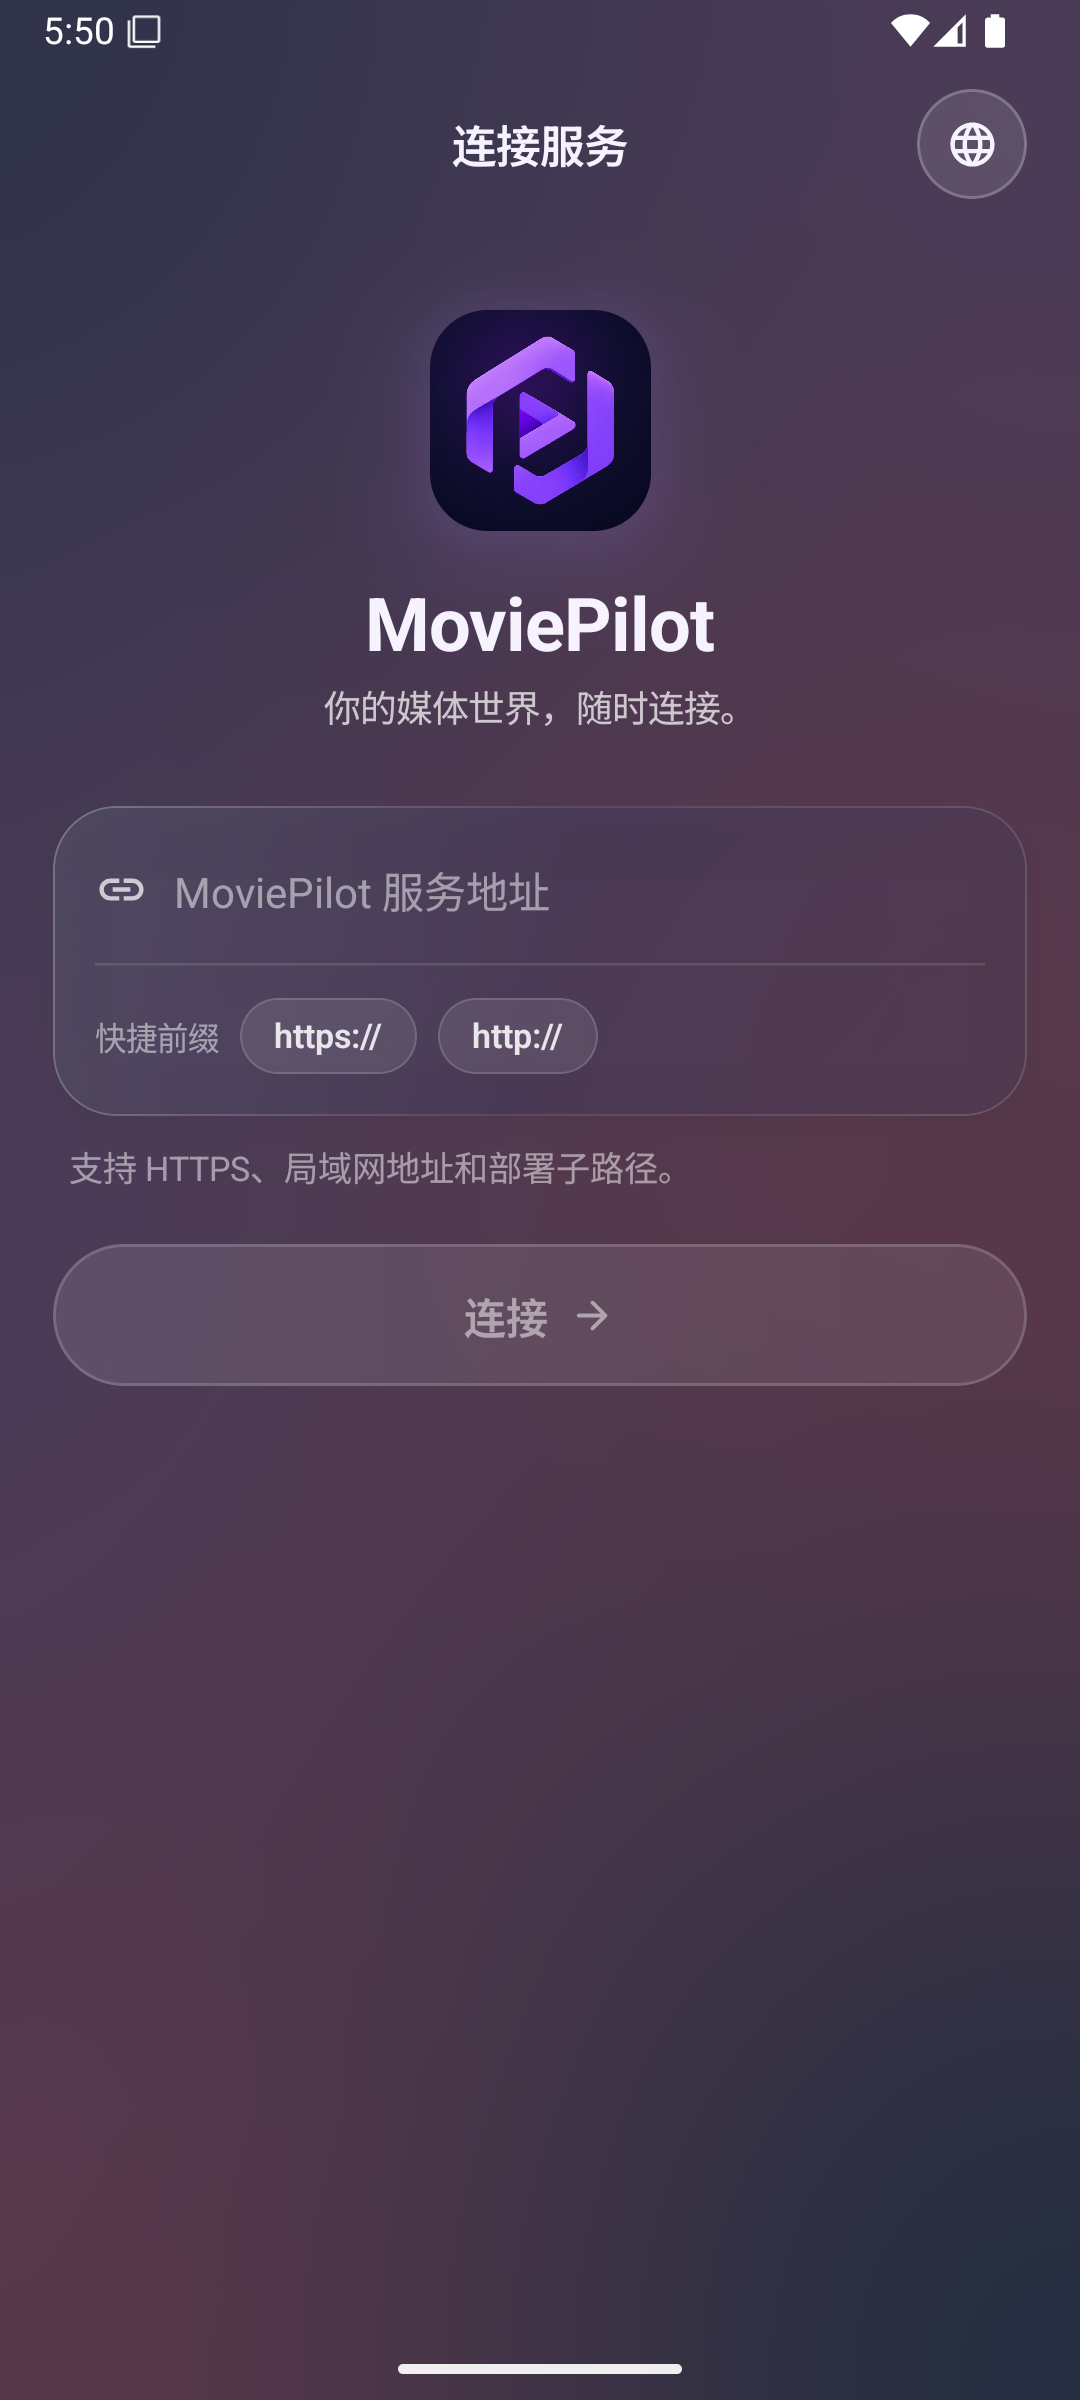 5:50
连接服务
MoviePilot
你的媒体世界，随时连接。
MoviePilot 服务地址
快捷前缀 https:// http://
支持 HTTPS、局域网地址和部署子路径。
连接 →